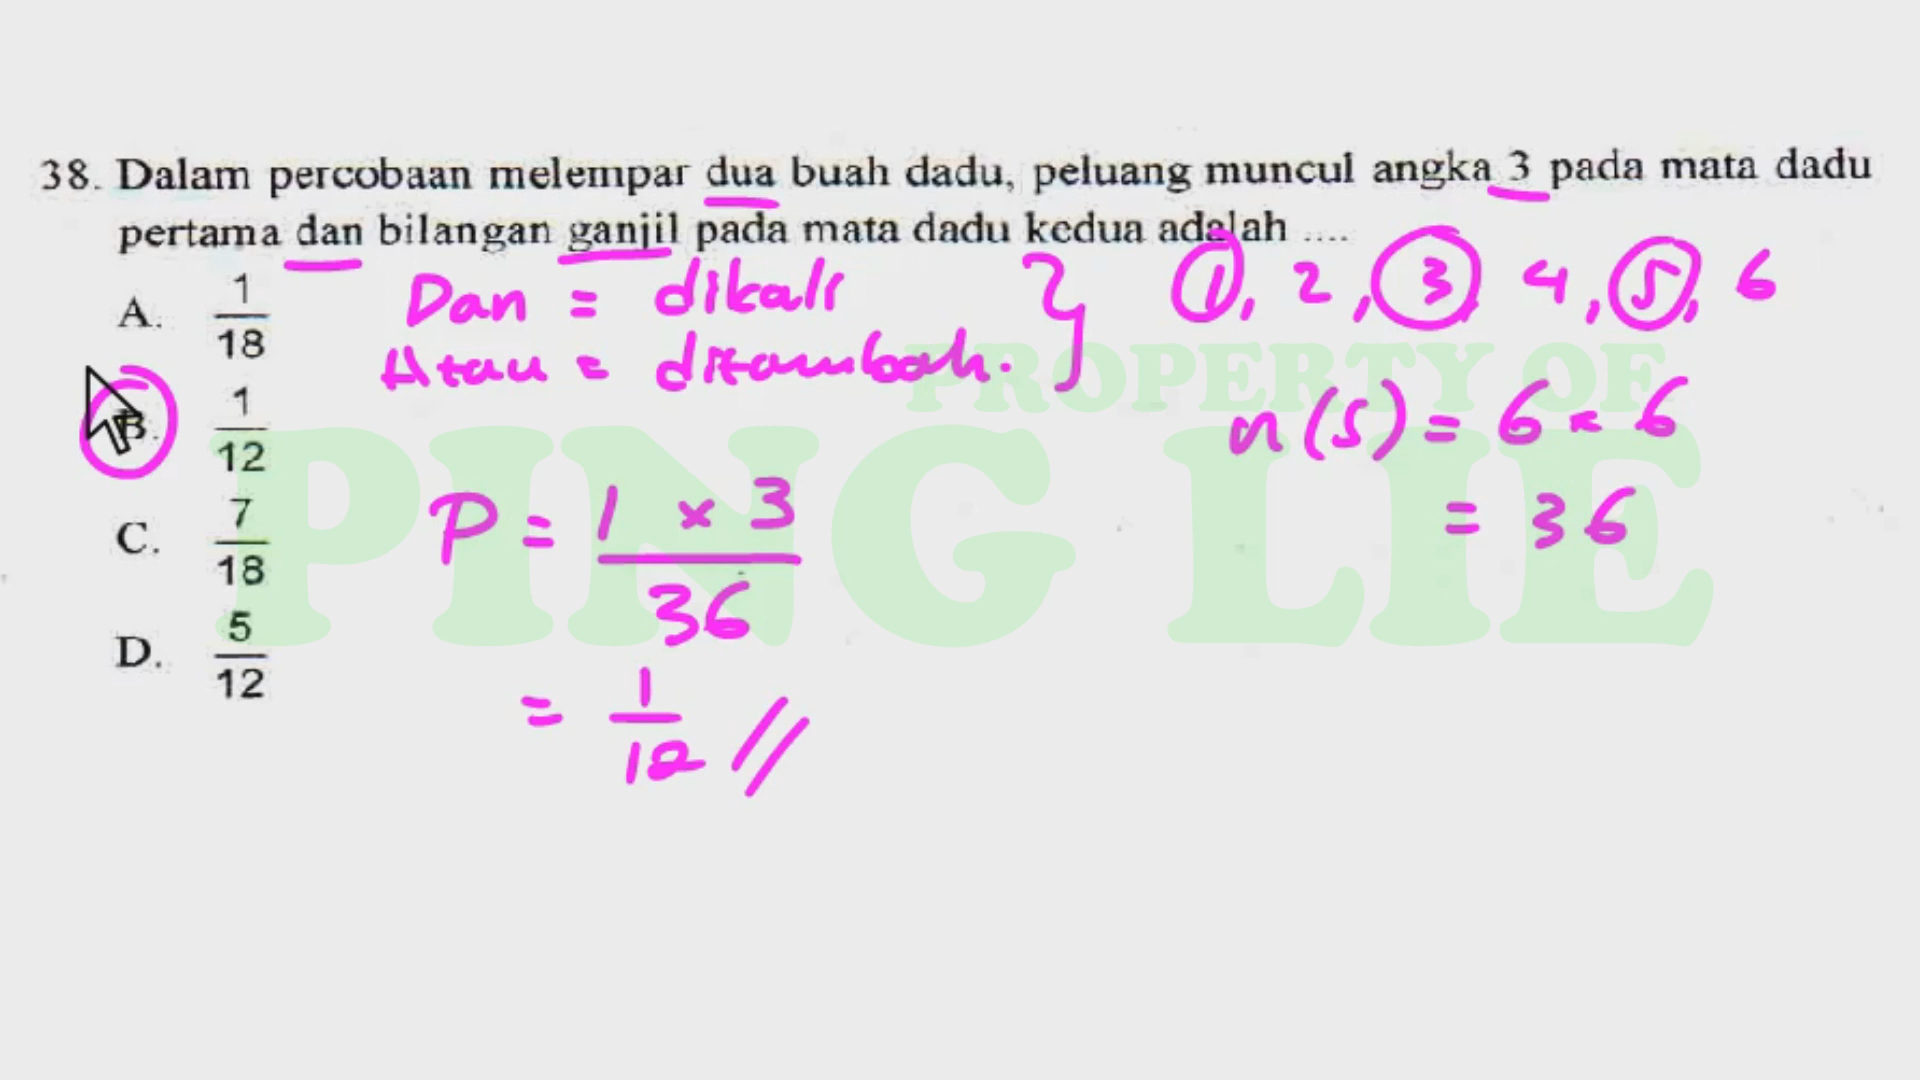 38. Dalam percobaan melempar dua buah dadu, peluang muncul angka 3 pada mata dadu
pertama dan bilangan ganjil pada mata dadu kedua adalah ....
A. 1/18
B. 1/12
C. 7/18
D. 5/12
Dan = dikali
Atau = ditambah.
1, 2, 3, 4, 5, 6
n(S) = 6 × 6
= 36
P = 1 × 3
36
= 1/12 //
PROPERTY OF
PING LIE